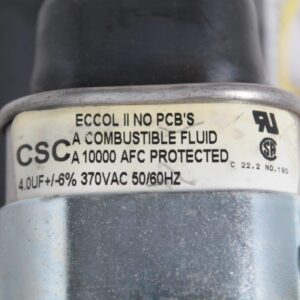 ECCOL II NO PCB'S
A COMBUSTIBLE FLUID
CSC A 10000 AFC PROTECTED
C 22.2 NO.190
4.0UF+/-6% 370VAC 50/60HZ